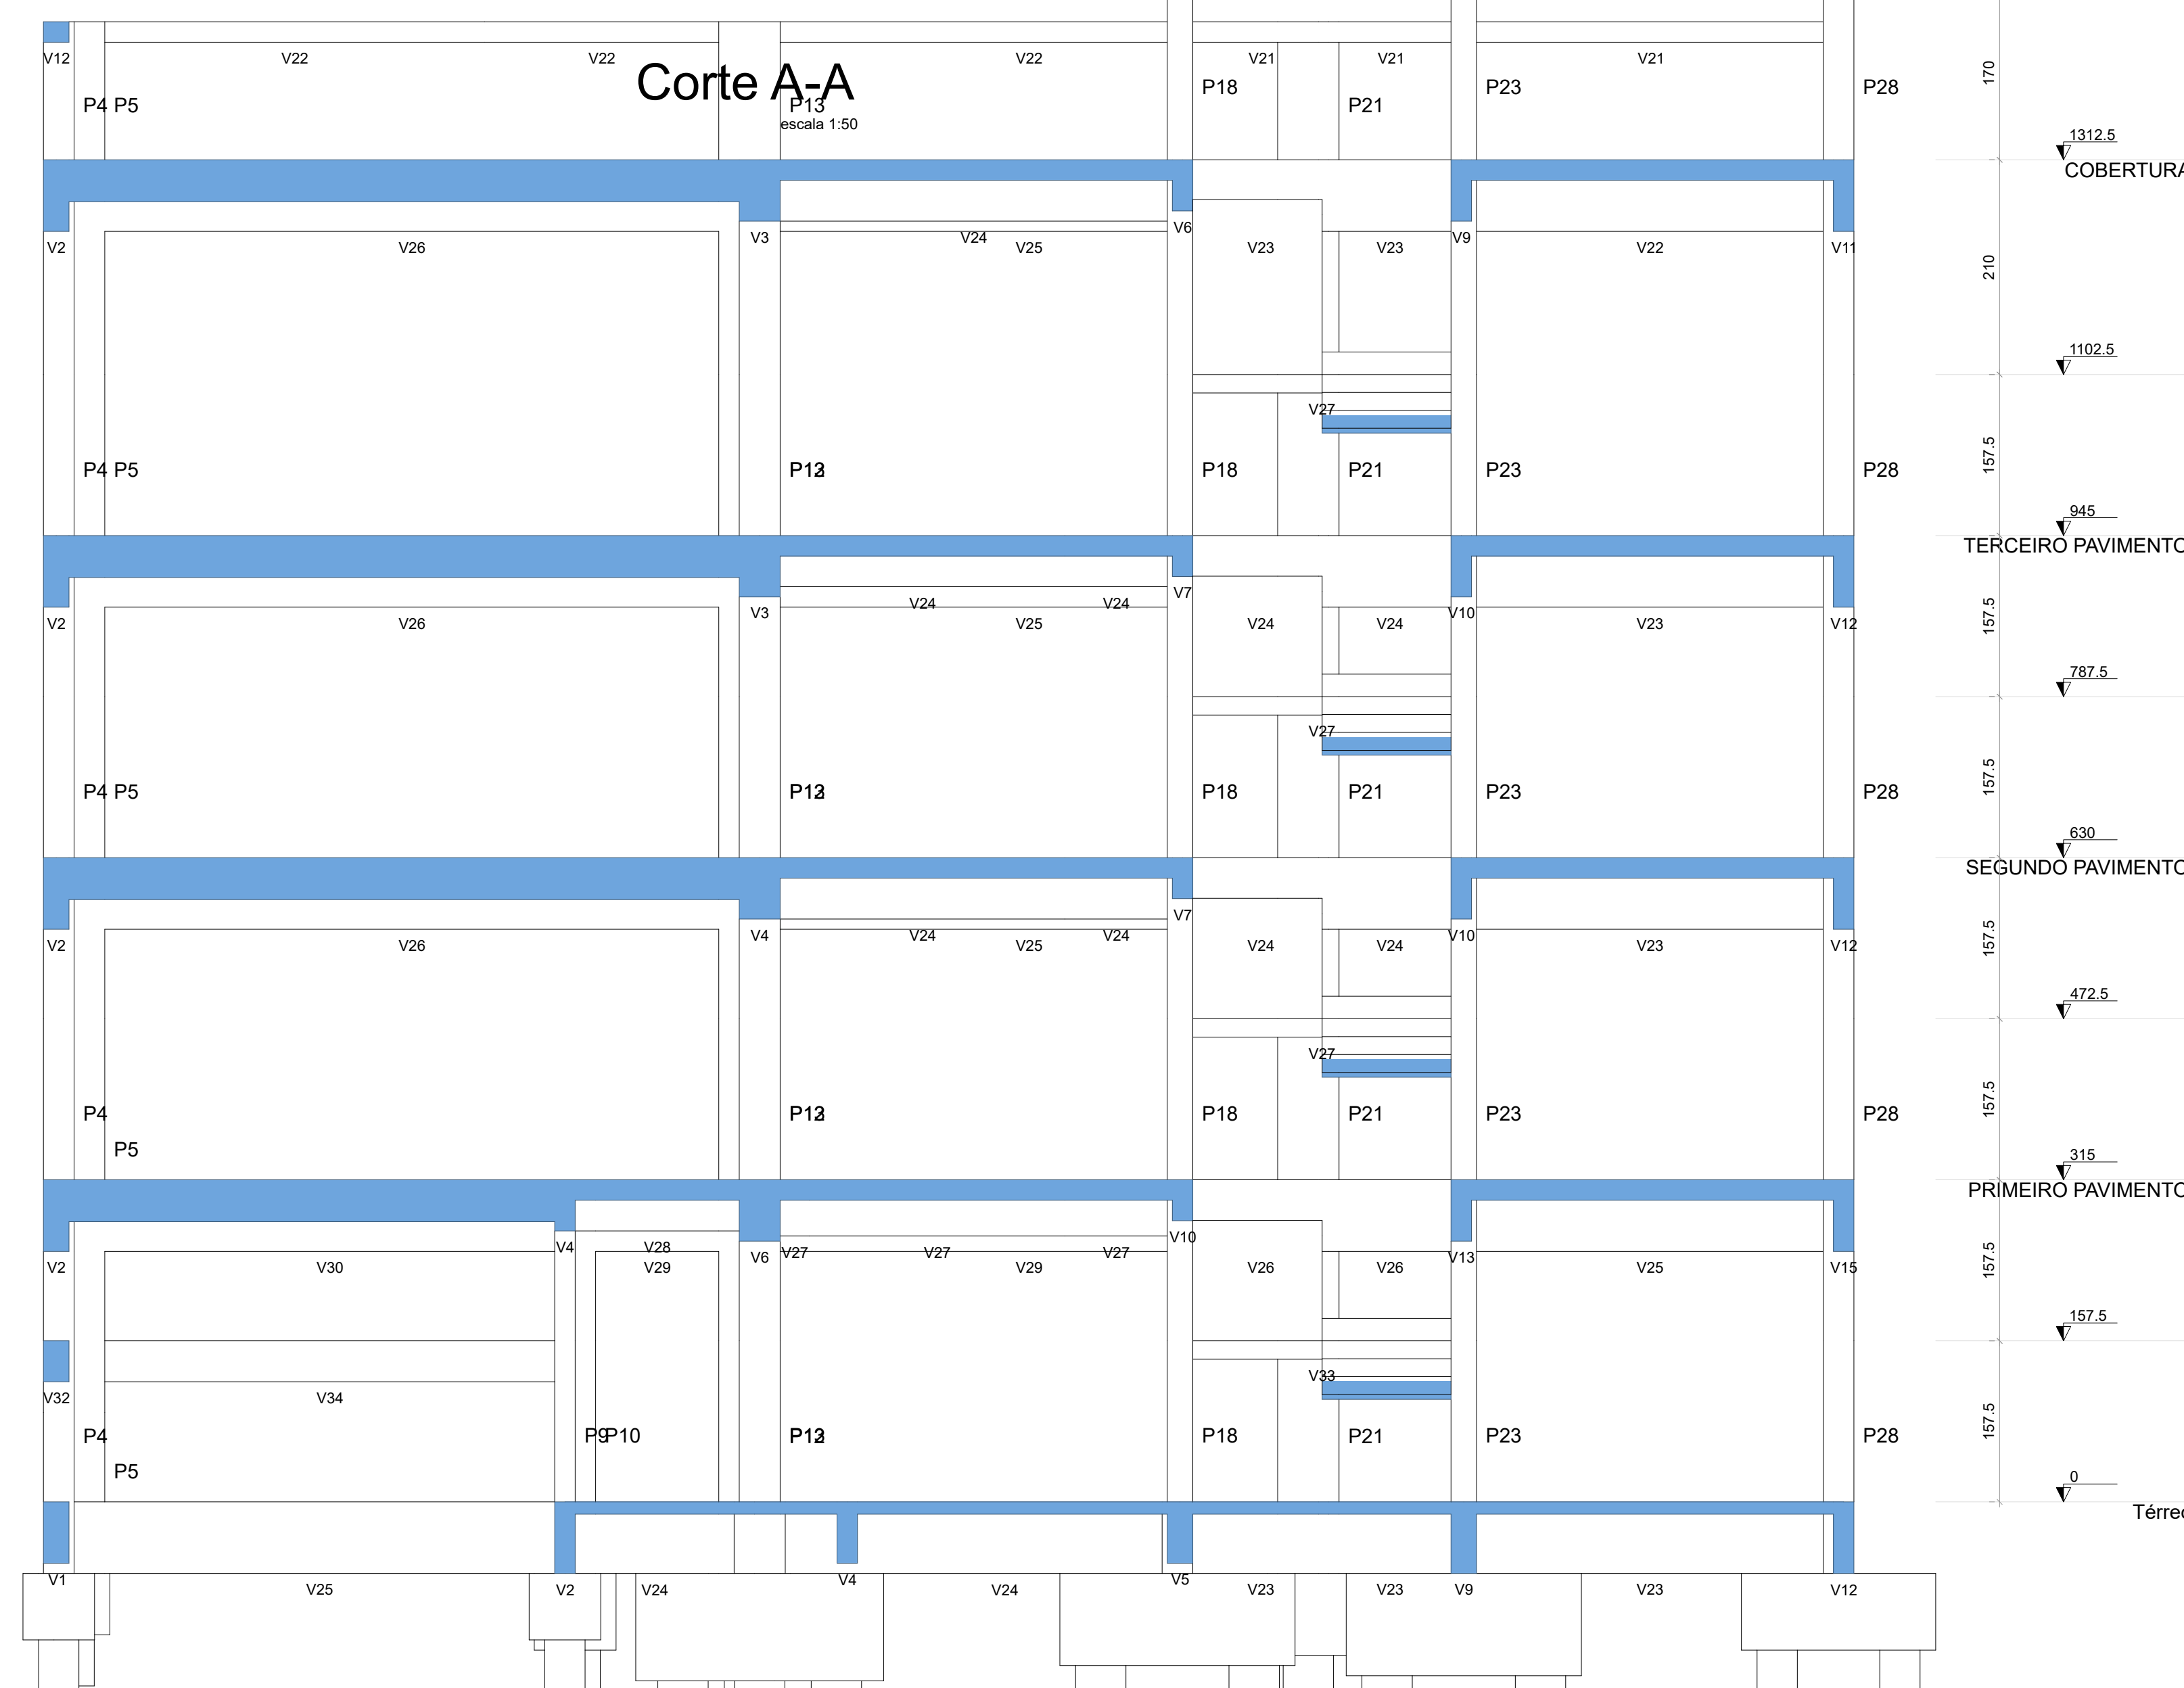 V12 V22 V22 V22 V21 V21 V21
Corte A-A
escala 1:50
P4 P5 P13 P18 P21 P23 P28
170
1312.5
COBERTURA
V2 V26 V3 V24 V25 V6 V23 V23 V9 V22 V11
210
1102.5
V27
P4 P5 P18 P21 P23 P28
157.5
945
TERCEIRO PAVIMENTO
V2 V26 V3 V24 V24 V25 V7 V24 V24 V10 V23 V12
157.5
787.5
V27
P4 P5 P18 P21 P23 P28
157.5
630
SEGUNDO PAVIMENTO
V2 V26 V4 V24 V24 V25 V7 V24 V24 V10 V23 V12
157.5
472.5
V27
P4 P18 P21 P23 P28
P5
157.5
315
PRIMEIRO PAVIMENTO
V2 V30 V4 V28 V29 V6 V27 V27 V27 V29 V10 V26 V26 V13 V25 V15
157.5
157.5
V33
V32 V34
P4 P9 P10 P18 P21 P23 P28
P5
157.5
0
V1 V25 V2 V24 V4 V24 V5 V23 V23 V9 V23 V12